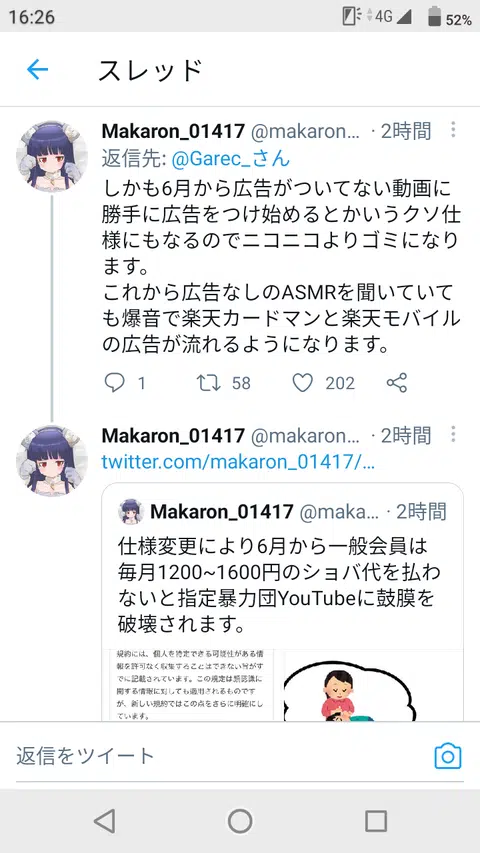 16:26
4G
52%
スレッド
Makaron_01417 @makaron… · 2時間
返信先: @Garec_さん
しかも6月から広告がついてない動画に
勝手に広告をつけ始めるとかいうクソ仕
様にもなるのでニコニコよりゴミになり
ます。
これから広告なしのASMRを聞いていて
も爆音で楽天カードマンと楽天モバイル
の広告が流れるようになります。
1 58 202
Makaron_01417 @makaron… · 2時間
twitter.com/makaron_01417/…
Makaron_01417 @maka… · 2時間
仕様変更により6月から一般会員は
毎月1200~1600円のショバ代を払わ
ないと指定暴力団YouTubeに鼓膜を
破壊されます。
規約には、個人を特定できる可能性がある情
報を許可なく収集することはできない旨がす
でに記載されています。この規定は顔認識に
関する情報に対しても適用されるものです
が、新しい規約ではこの点をさらに明確にし
ています。
返信をツイート